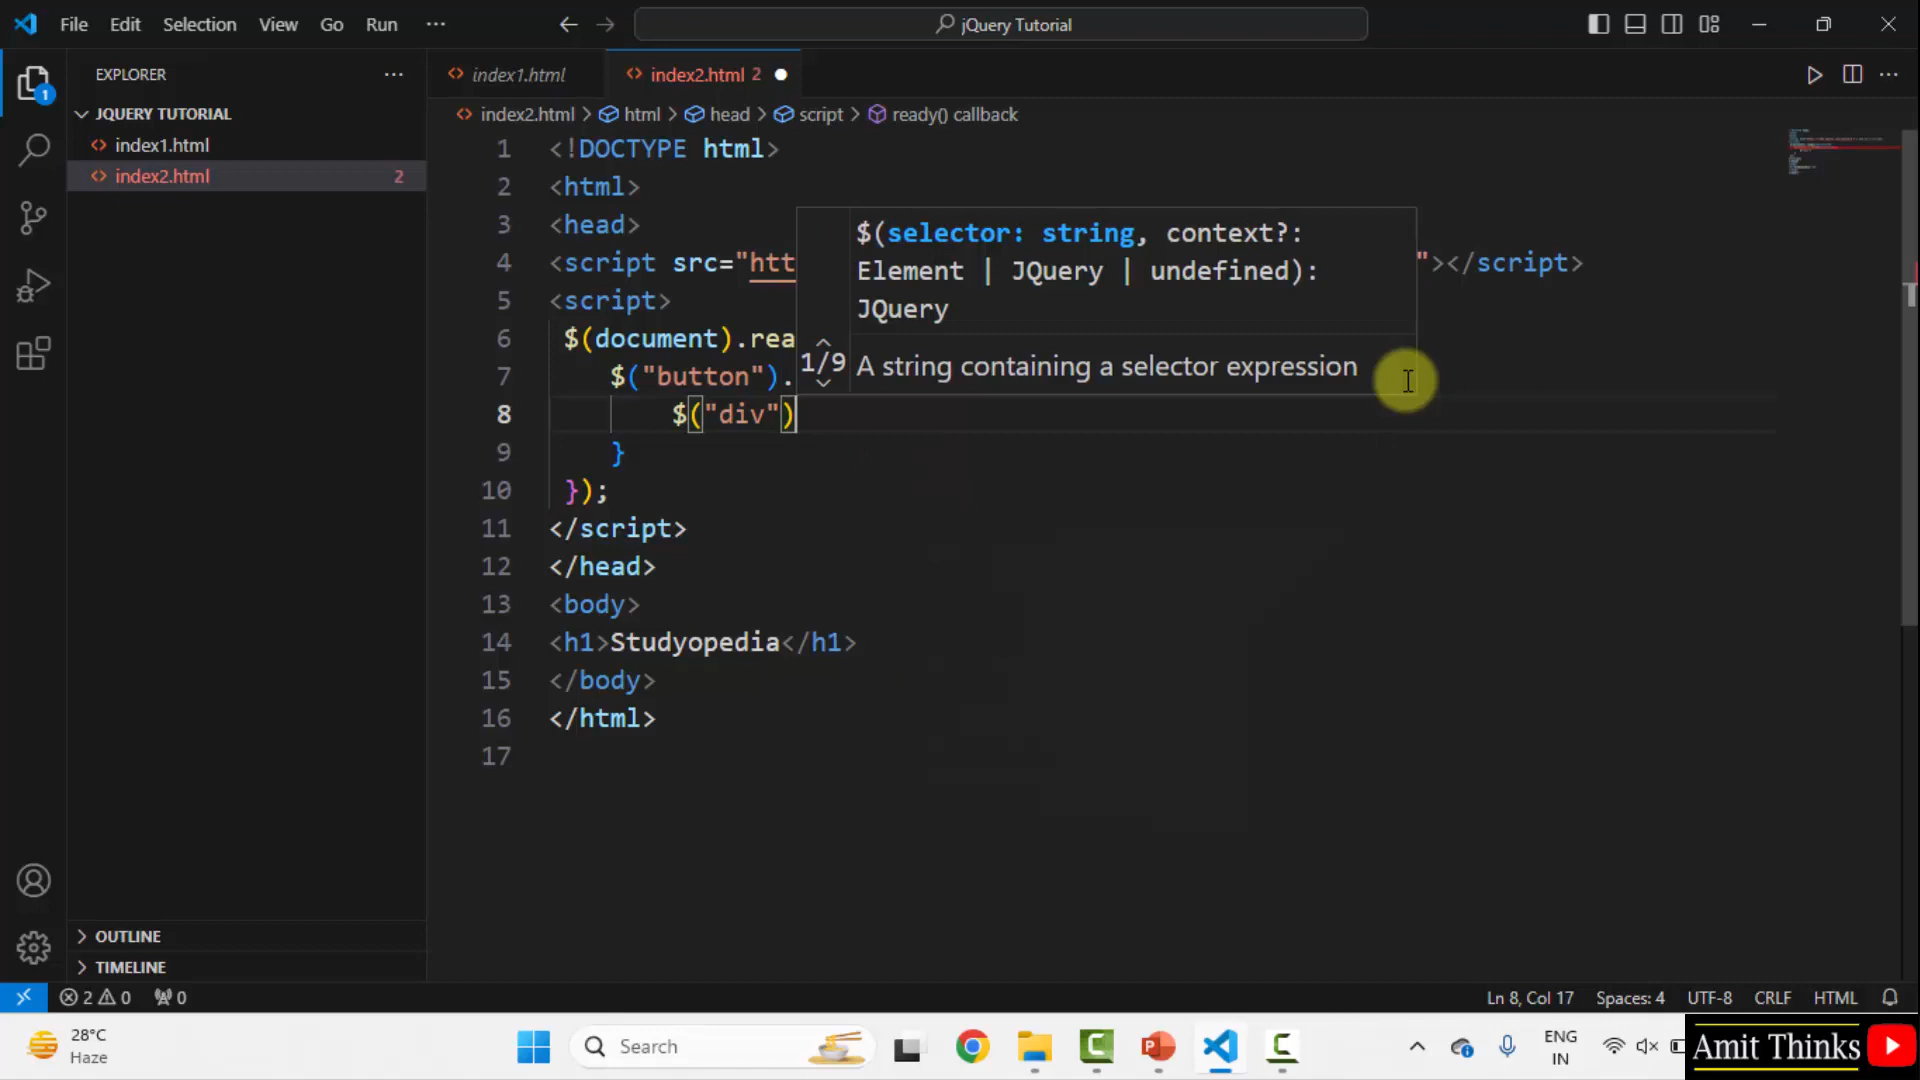 File Edit Selection View Go Run ··· jQuery Tutorial
EXPLORER ···
1
JQUERY TUTORIAL
index1.html
index2.html 2
index1.html index2.html 2
index2.html > html > head > script > ready() callback
1 <!DOCTYPE html>
2 <html>
3 <head>
4 <script src="htt "></script>
5 <script>
6 $(document).rea
7 $("button").
8 $("div")
9 }
10 });
11 </script>
12 </head>
13 <body>
14 <h1>Studyopedia</h1>
15 </body>
16 </html>
17
$(selector: string, context?:
Element | JQuery | undefined):
JQuery
1/9 A string containing a selector expression
OUTLINE
TIMELINE
2 0 0 Ln 8, Col 17 Spaces: 4 UTF-8 CRLF HTML
28°C
Haze
Search
ENG
IN
Amit Thinks